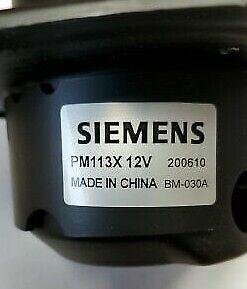 SIEMENS
PM113X 12V 200610
MADE IN CHINA BM-030A